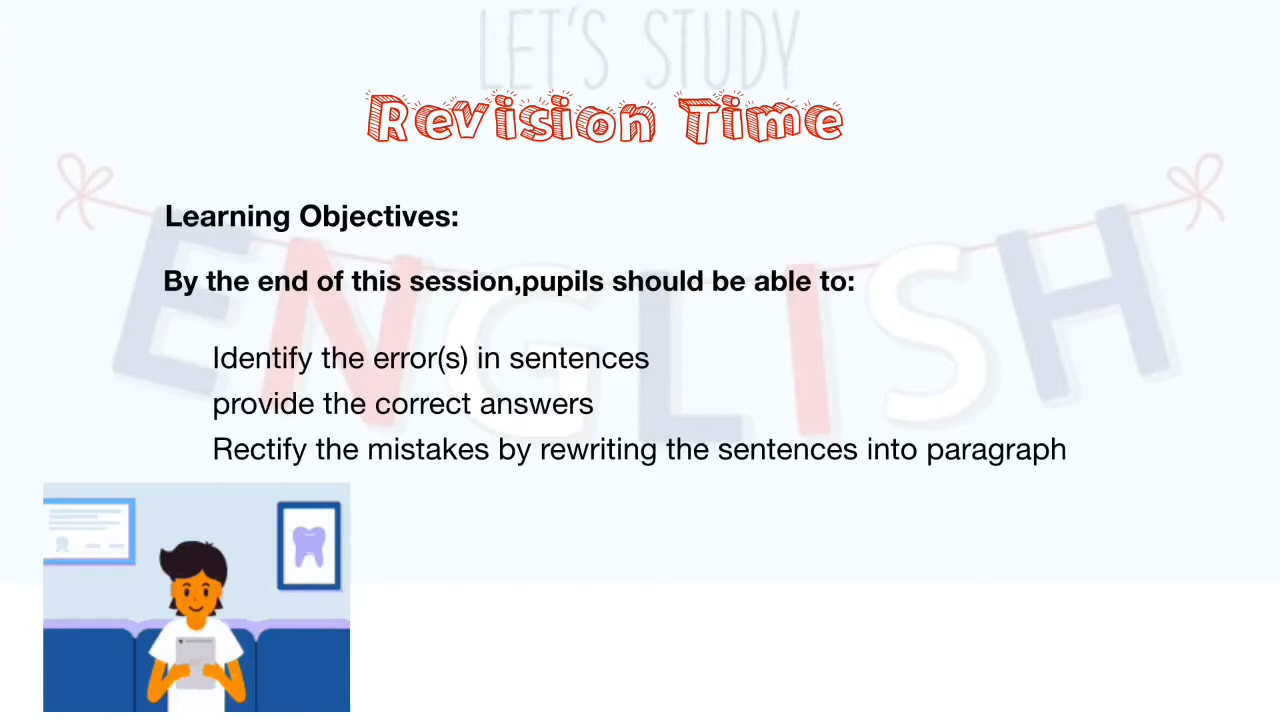 LET'S STUDY
Revision Time
ENGLISH
Learning Objectives:
By the end of this session,pupils should be able to:
Identify the error(s) in sentences
provide the correct answers
Rectify the mistakes by rewriting the sentences into paragraph